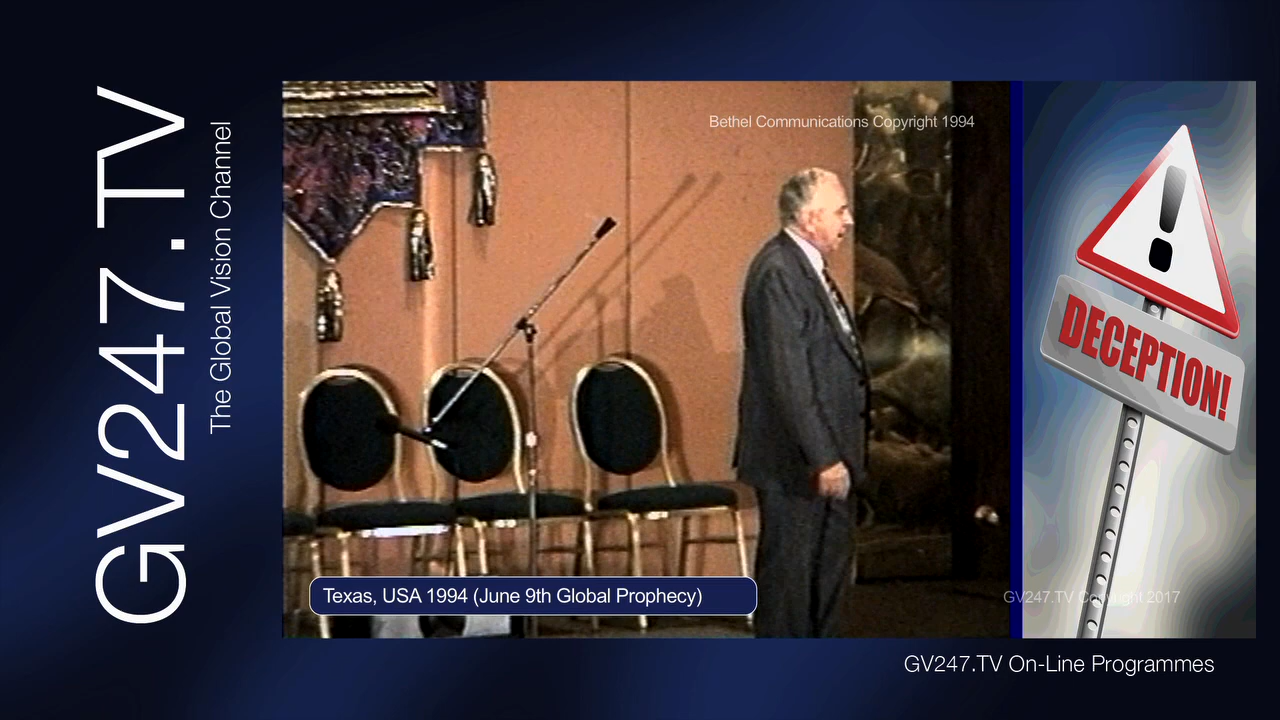 GV247.TV
The Global Vision Channel
Bethel Communications Copyright 1994
DECEPTION!
Texas, USA 1994 (June 9th Global Prophecy)
GV247.TV Copyright 2017
GV247.TV On-Line Programmes